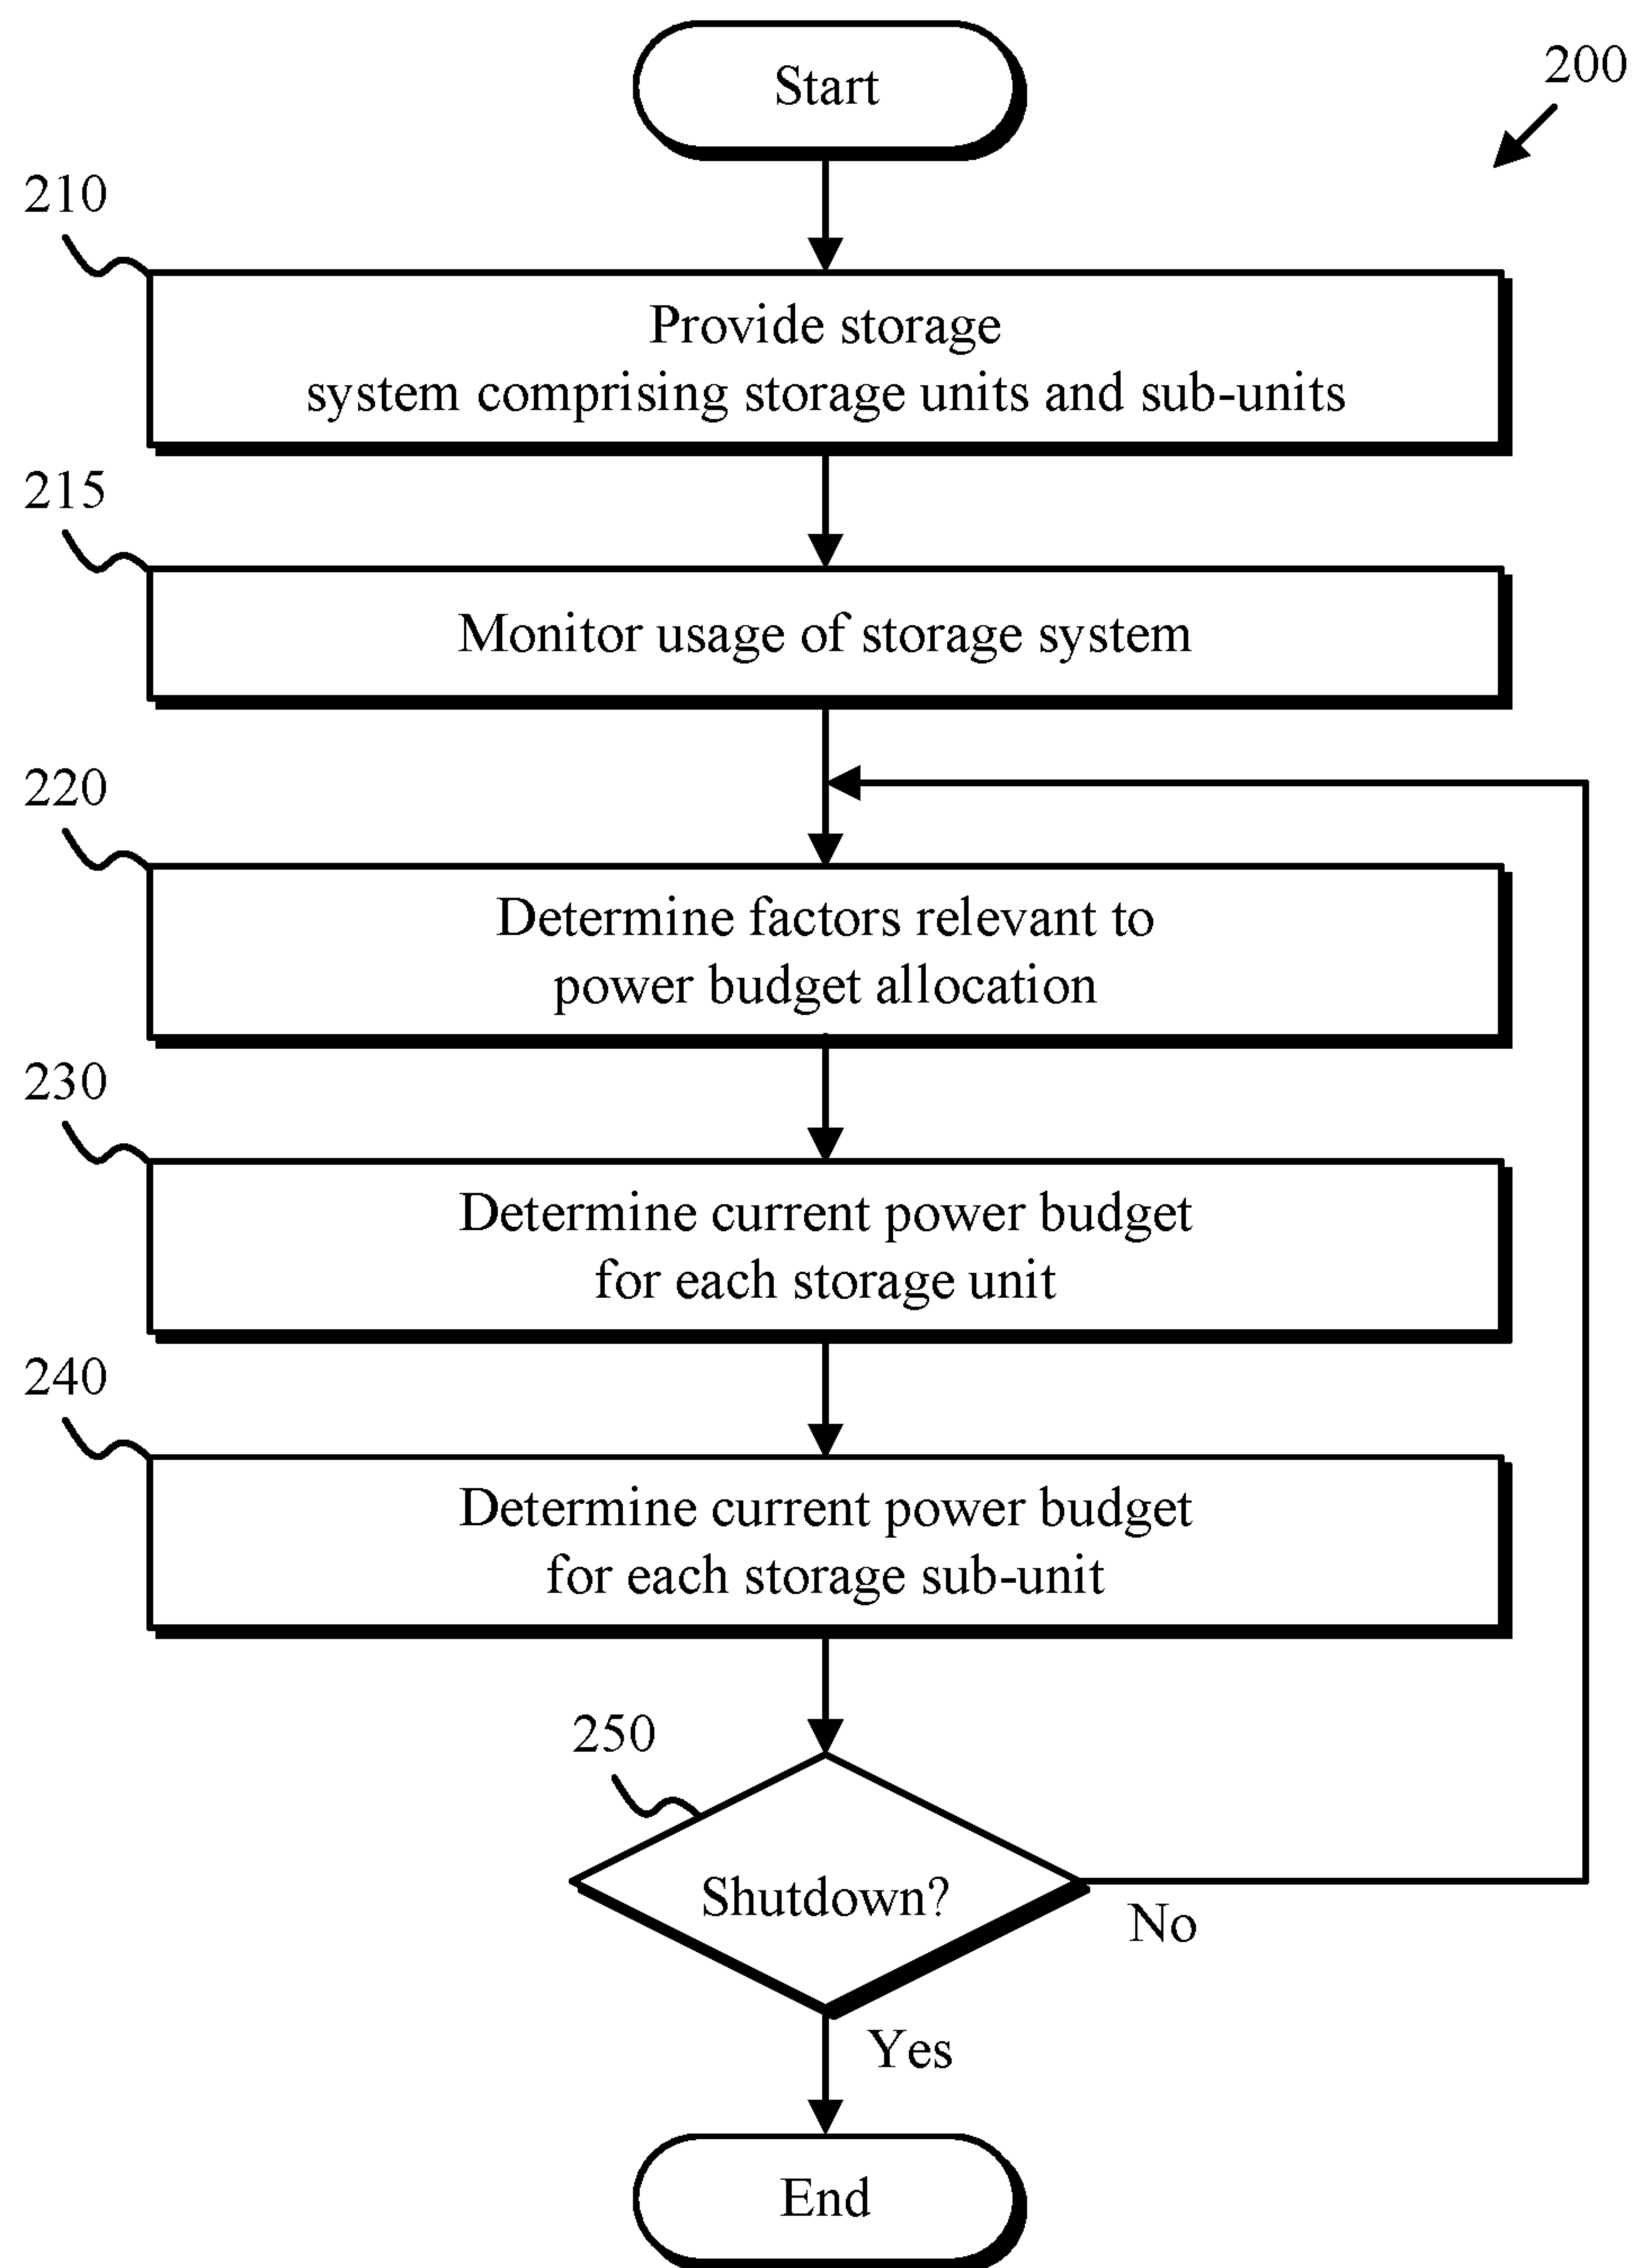 Start
200
210
Provide storage
system comprising storage units and sub-units
215
Monitor usage of storage system
220
Determine factors relevant to
power budget allocation
230
Determine current power budget
for each storage unit
240
Determine current power budget
for each storage sub-unit
250
Shutdown?
No
Yes
End